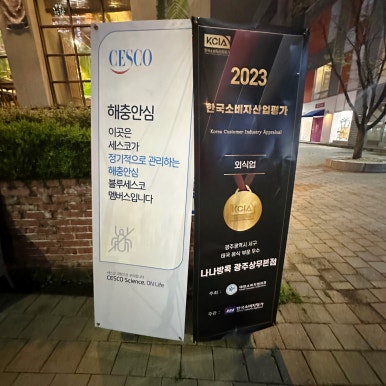 CESCO
해충안심
이곳은
세스코가
정기적으로 관리하는
해충안심
블루세스코
멤버스입니다
CESCO Science, ON Life
KCIA
2023
한국소비자산업평가
Korea Customer Industry Appraisal
외식업
KCIA
광주광역시 서구
태국 음식 부문 우수
나나방콕 광주상무본점
주최 :
주관 :